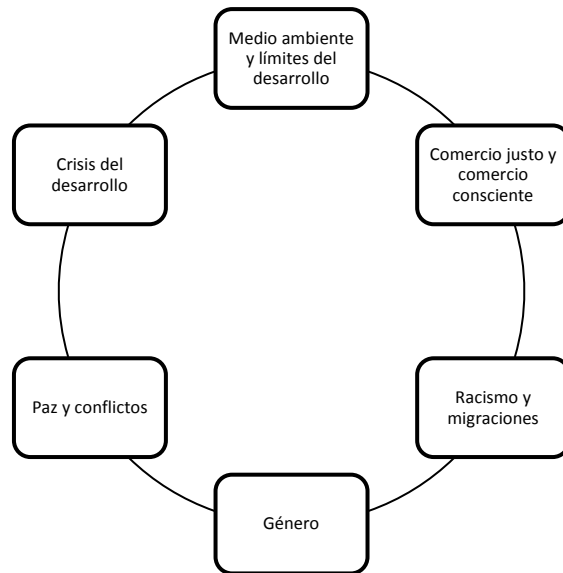 Medio ambiente
y límites del
desarrollo
Comercio justo y
comercio
consciente
Racismo y
migraciones
Género
Paz y conflictos
Crisis del
desarrollo